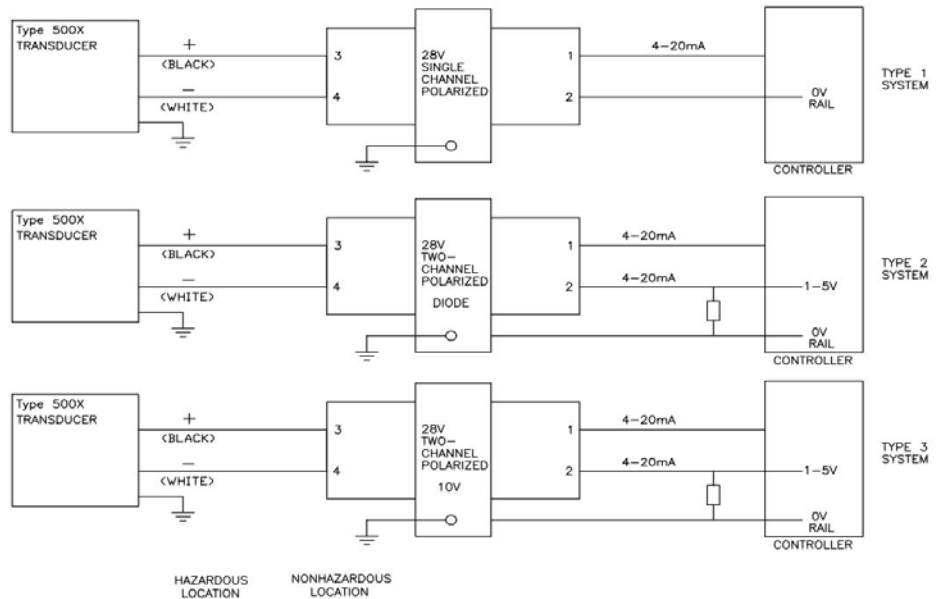 Type 500X
TRANSDUCER
+
(BLACK)
−
(WHITE)
3
4
28V
SINGLE
CHANNEL
POLARIZED
1
2
4−20mA
0V
RAIL
CONTROLLER
TYPE 1
SYSTEM
Type 500X
TRANSDUCER
+
(BLACK)
−
(WHITE)
3
4
28V
TWO−
CHANNEL
POLARIZED
DIODE
1
2
4−20mA
4−20mA
1−5V
0V
RAIL
CONTROLLER
TYPE 2
SYSTEM
Type 500X
TRANSDUCER
+
(BLACK)
−
(WHITE)
3
4
28V
TWO−
CHANNEL
POLARIZED
10V
1
2
4−20mA
4−20mA
1−5V
0V
RAIL
CONTROLLER
TYPE 3
SYSTEM
HAZARDOUS
LOCATION
NONHAZARDOUS
LOCATION